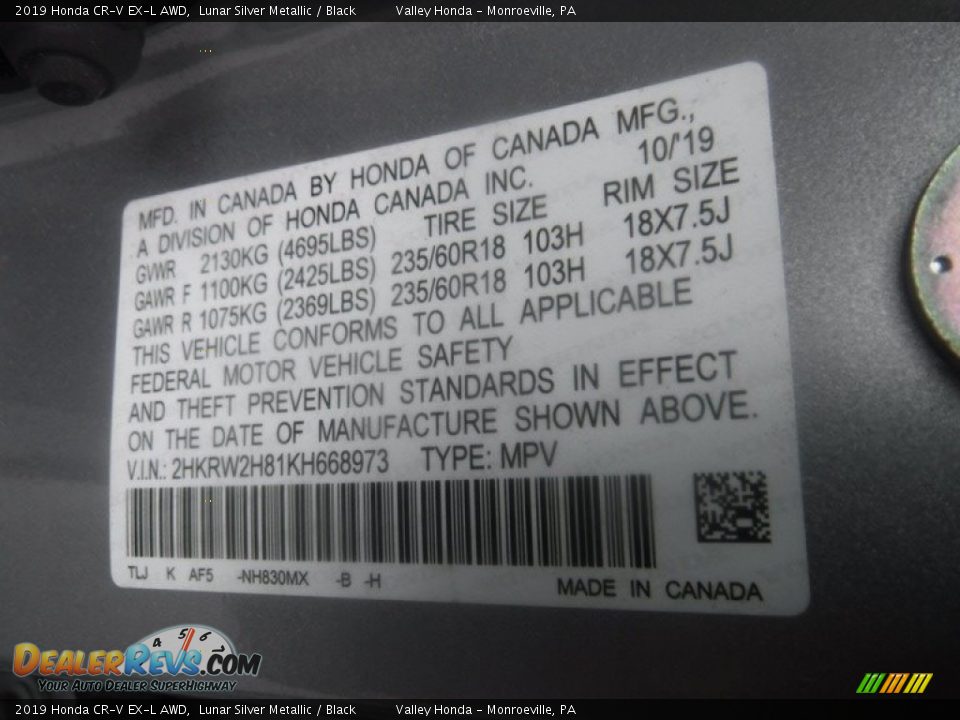 2019 Honda CR-V EX-L AWD, Lunar Silver Metallic / Black Valley Honda - Monroeville, PA
MFD. IN CANADA BY HONDA OF CANADA MFG.,
A DIVISION OF HONDA CANADA INC. 10/'19
GVWR 2130KG (4695LBS) TIRE SIZE RIM SIZE
GAWR F 1100KG (2425LBS) 235/60R18 103H 18X7.5J
GAWR R 1075KG (2369LBS) 235/60R18 103H 18X7.5J
THIS VEHICLE CONFORMS TO ALL APPLICABLE
FEDERAL MOTOR VEHICLE SAFETY
AND THEFT PREVENTION STANDARDS IN EFFECT
ON THE DATE OF MANUFACTURE SHOWN ABOVE.
V.I.N.: 2HKRW2H81KH668973 TYPE: MPV
TLJ K AF5 -NH830MX -B -H
MADE IN CANADA
4 5 6
DEALERREVS.COM
YOUR AUTO DEALER SUPERHIGHWAY
2019 Honda CR-V EX-L AWD, Lunar Silver Metallic / Black Valley Honda - Monroeville, PA